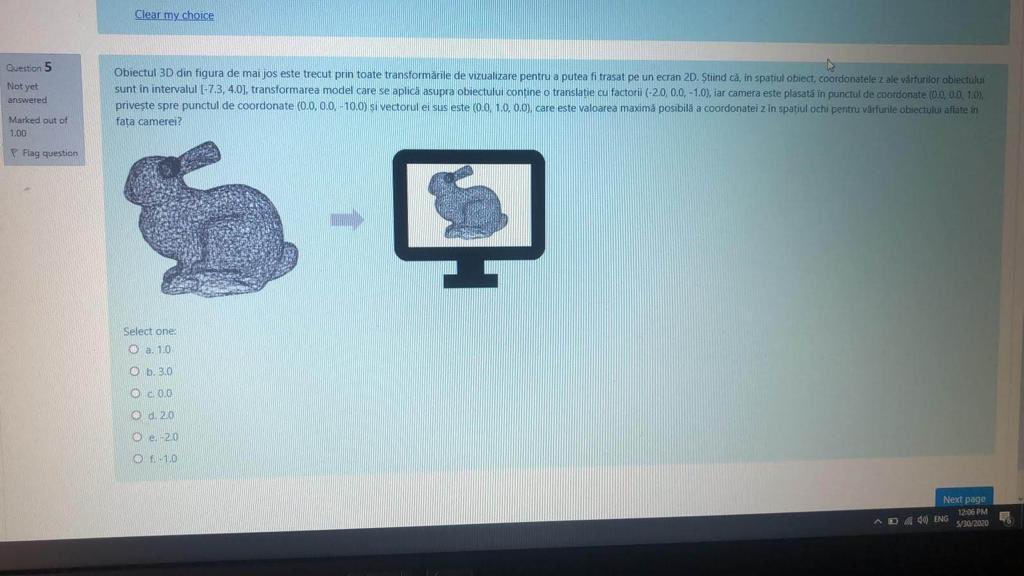 Clear my choice
Question 5
Not yet
answered
Marked out of
1.00
Flag question
Obiectul 3D din figura de mai jos este trecut prin toate transformările de vizualizare pentru a putea fi trasat pe un ecran 2D. Știind că, în spațiul obiect, coordonatele z ale vârfurilor obiectului
sunt în intervalul [-7.3, 4.0], transformarea model care se aplică asupra obiectului conține o translație cu factorii (-2.0, 0.0, -1.0), iar camera este plasată în punctul de coordonate (0.0, 0.0, 1.0),
privește spre punctul de coordonate (0.0, 0.0, -10.0) și vectorul ei sus este (0.0, 1.0, 0.0), care este valoarea maximă posibilă a coordonatei z în spațiul ochi pentru vârfurile obiectului aflate în
fața camerei?
Select one:
a. 1.0
b. 3.0
c. 0.0
d. 2.0
e. -2.0
f. -1.0
Next page
ENG
12:06 PM
5/30/2020